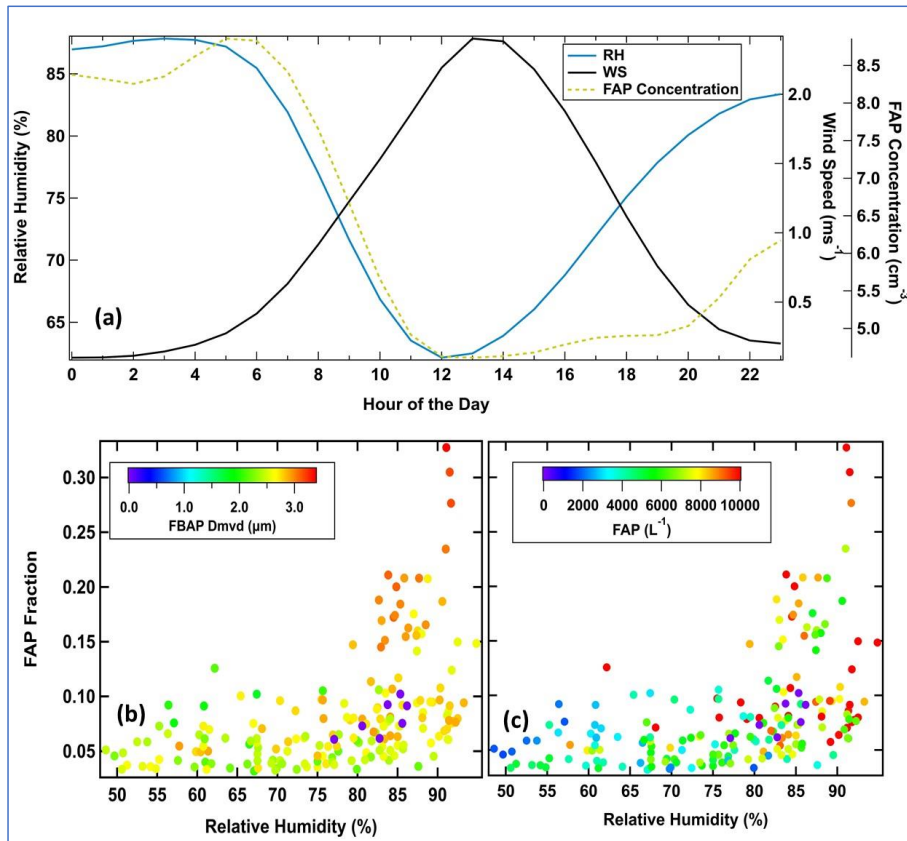 RH
WS
FAP Concentration
Relative Humidity (%)
85
80
75
70
65
2.0
1.5
1.0
0.5
Wind Speed (ms-1)
8.5
8.0
7.5
7.0
6.5
6.0
5.5
5.0
FAP Concentration (cm-3)
(a)
0 2 4 6 8 10 12 14 16 18 20 22
Hour of the Day
FAP Fraction
0.30
0.25
0.20
0.15
0.10
0.05
0.0 1.0 2.0 3.0
FBAP Dmvd (µm)
(b)
50 55 60 65 70 75 80 85 90
Relative Humidity (%)
0 2000 4000 6000 8000 10000
FAP (L-1)
(c)
50 55 60 65 70 75 80 85 90
Relative Humidity (%)